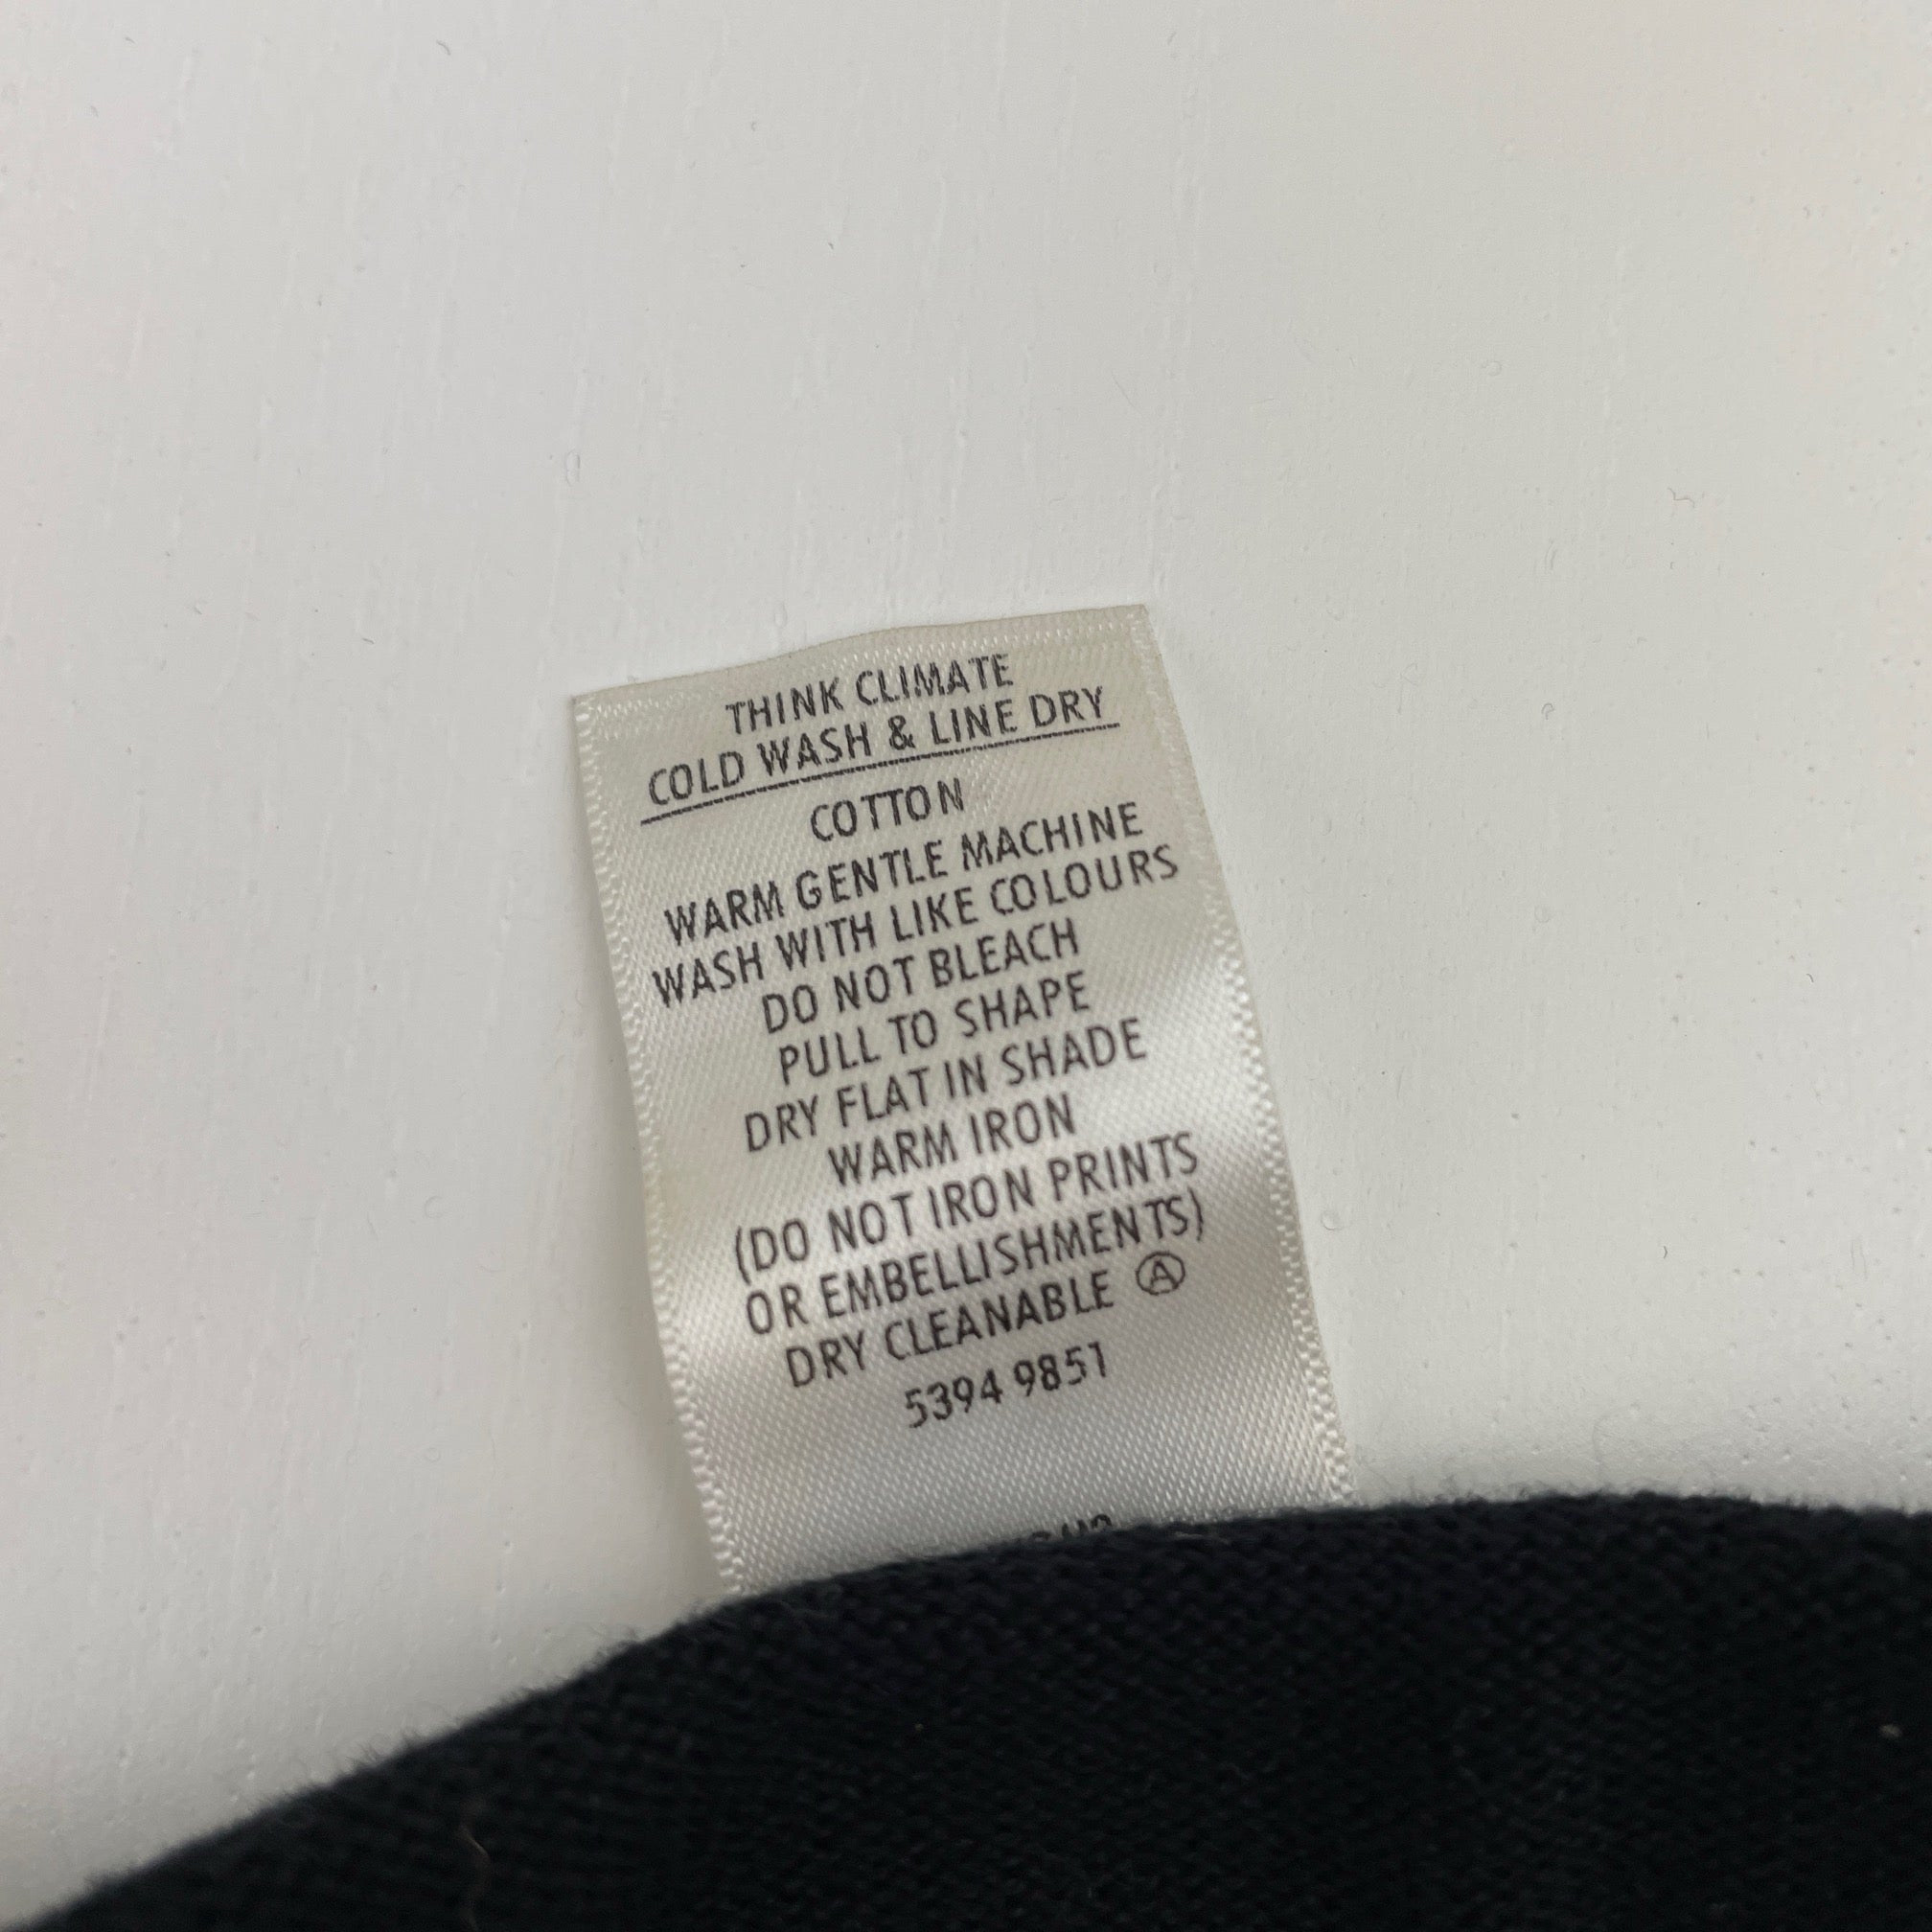 THINK CLIMATE
COLD WASH & LINE DRY
COTTON
WARM GENTLE MACHINE
WASH WITH LIKE COLOURS
DO NOT BLEACH
PULL TO SHAPE
DRY FLAT IN SHADE
WARM IRON
(DO NOT IRON PRINTS
OR EMBELLISHMENTS)
DRY CLEANABLE Ⓐ
5394 9851